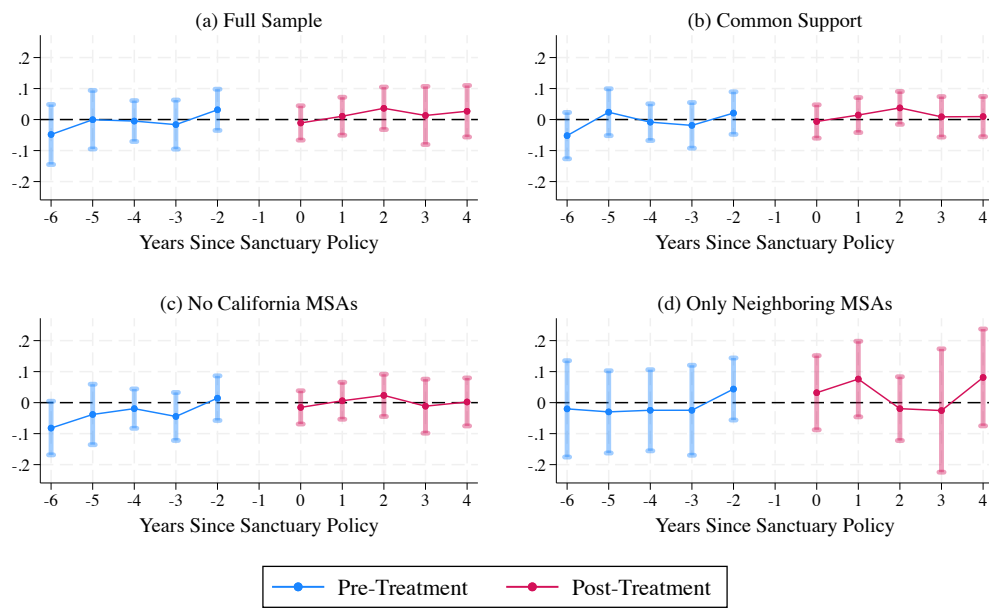 (a) Full Sample
.2
.1
0
-.1
-.2
-6 -5 -4 -3 -2 -1 0 1 2 3 4
Years Since Sanctuary Policy
(b) Common Support
.2
.1
0
-.1
-.2
-6 -5 -4 -3 -2 -1 0 1 2 3 4
Years Since Sanctuary Policy
(c) No California MSAs
.2
.1
0
-.1
-.2
-6 -5 -4 -3 -2 -1 0 1 2 3 4
Years Since Sanctuary Policy
(d) Only Neighboring MSAs
.2
.1
0
-.1
-.2
-6 -5 -4 -3 -2 -1 0 1 2 3 4
Years Since Sanctuary Policy
Pre-Treatment Post-Treatment